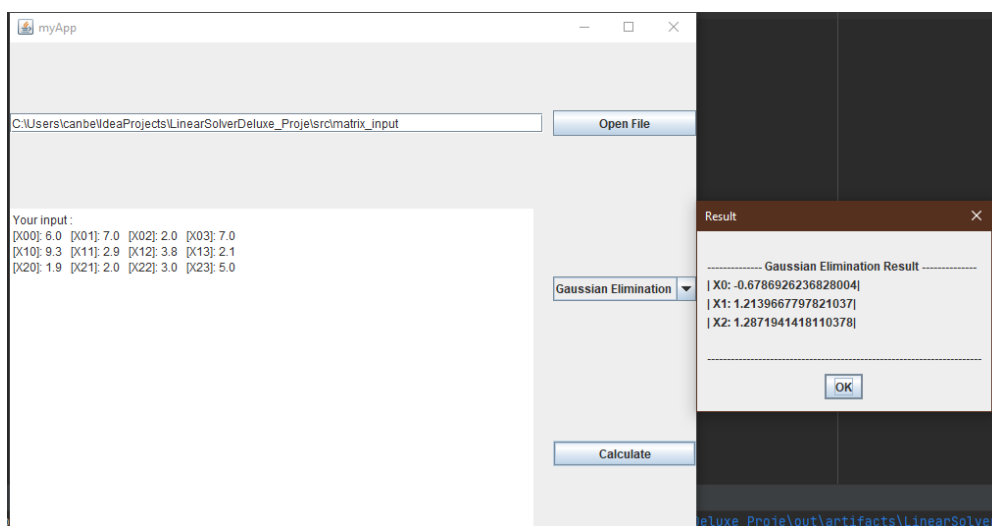 myApp
C:\Users\canbe\IdeaProjects\LinearSolverDeluxe_Proje\src\matrix_input
Open File
Your input :
[X00]: 6.0 [X01]: 7.0 [X02]: 2.0 [X03]: 7.0
[X10]: 9.3 [X11]: 2.9 [X12]: 3.8 [X13]: 2.1
[X20]: 1.9 [X21]: 2.0 [X22]: 3.0 [X23]: 5.0
Gaussian Elimination
Calculate
Result
-------------- Gaussian Elimination Result --------------
| X0: -0.6786926236828004|
| X1: 1.2139667797821037|
| X2: 1.2871941418110378|
----------------------------------------------------------------------
OK
eluxe_Proje\out\artifacts\LinearSolve